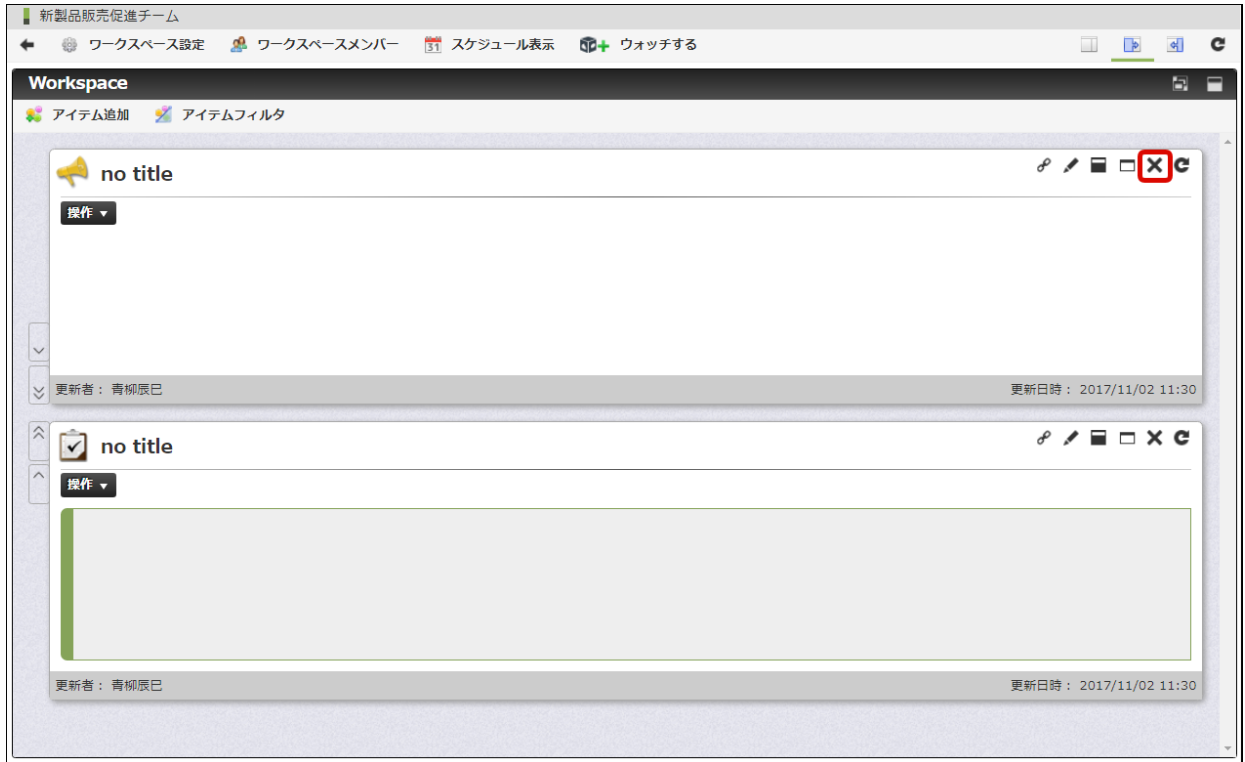 新製品販売促進チーム
ワークスペース設定 ワークスペースメンバー 31 スケジュール表示 ウォッチする
Workspace
アイテム追加 アイテムフィルタ
no title
操作
更新者： 青柳辰巳 更新日時： 2017/11/02 11:30
no title
操作
更新者： 青柳辰巳 更新日時： 2017/11/02 11:30